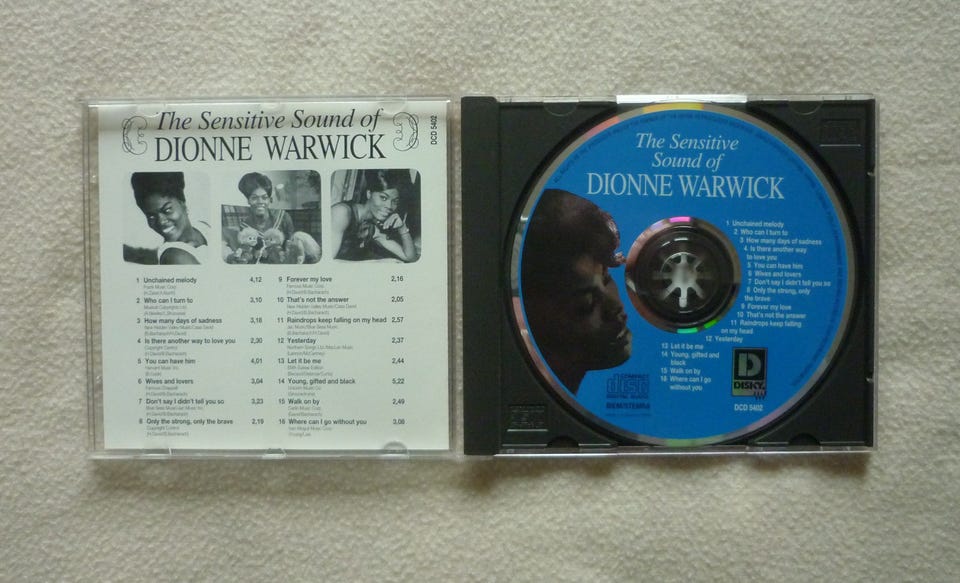 The Sensitive Sound of
DIONNE WARWICK
DCD 5402
1 Unchained melody 4,12
2 Who can I turn to 3,10
3 How many days of sadness 3,18
4 Is there another way to love you 2,30
Copyright Control
5 You can have him 4,01
6 Wives and lovers 3,04
7 Don't say I didn't tell you so 3,23
8 Only the strong, only the brave 2,19
Copyright Control
9 Forever my love 2,16
10 That's not the answer 2,05
11 Raindrops keep falling on my head 2,57
12 Yesterday 2,37
13 Let it be me 2,44
14 Young, gifted and black 5,22
15 Walk on by 2,49
16 Where can I go without you 3,08
The Sensitive
Sound of
DIONNE WARWICK
1 Unchained melody
2 Who can I turn to
3 How many days of sadness
4 Is there another way
to love you
5 You can have him
6 Wives and lovers
7 Don't say I didn't tell you so
8 Only the strong, only
the brave
9 Forever my love
10 That's not the answer
11 Raindrops keep falling
on my head
12 Yesterday
13 Let it be me
14 Young, gifted and
black
15 Walk on by
16 Where can I go
without you
COMPACT
disc
DIGITAL AUDIO
BIEM/STEMRA
D
DISKY
DCD 5402